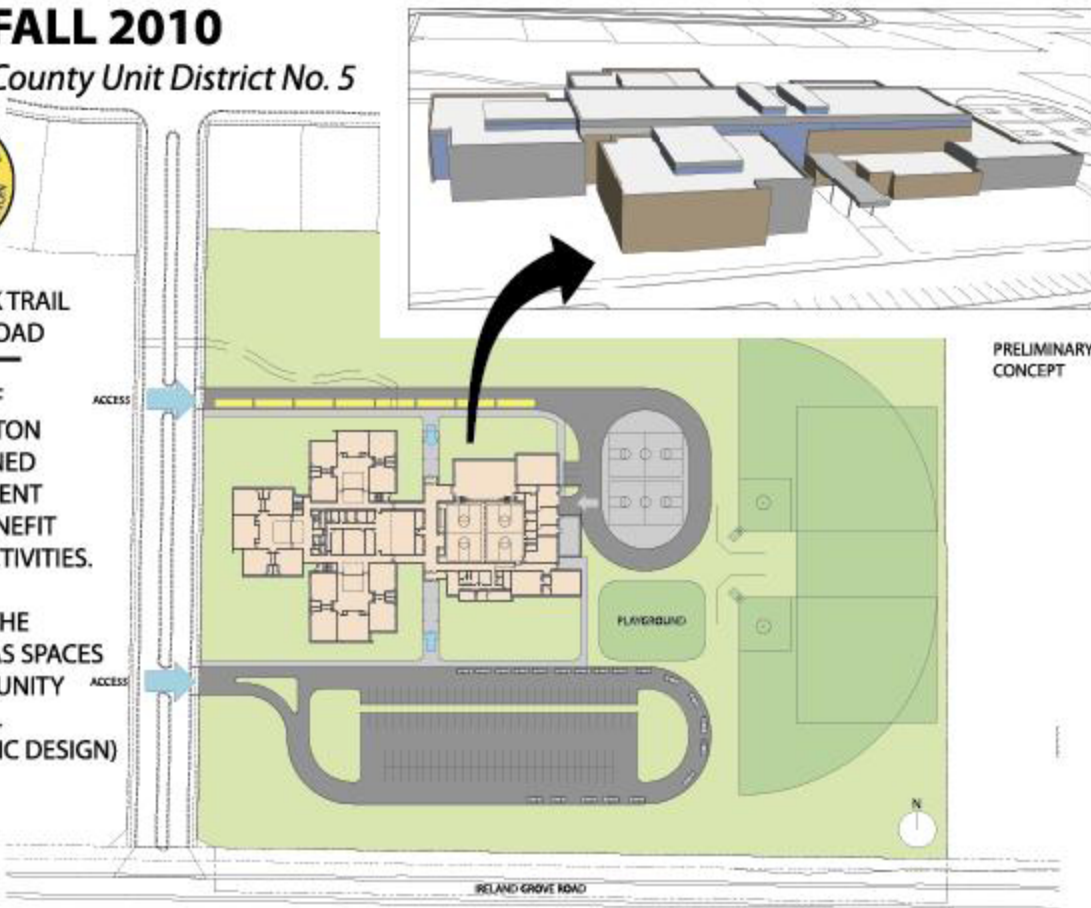 FALL 2010
County Unit District No. 5
TRAIL
OAD
TON
NED
ENT
NEFIT
TIVITIES.
HE
AS SPACES
UNITY
IC DESIGN)
ACCESS
ACCESS
PRELIMINARY
CONCEPT
PLAYGROUND
N
IRELAND GROVE ROAD